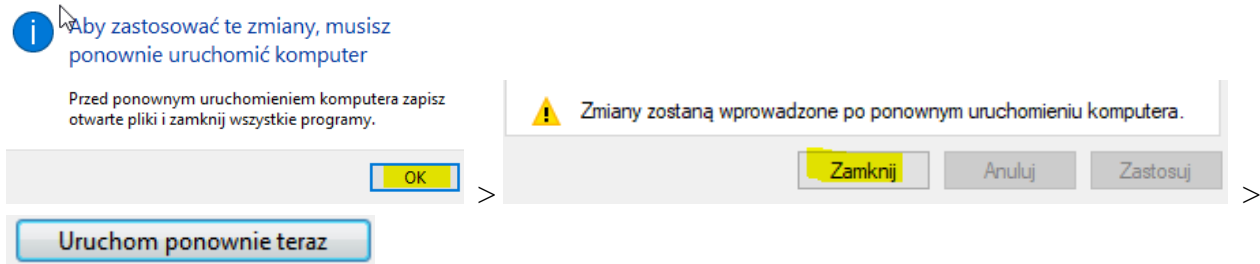 Aby zastosować te zmiany, musisz
ponownie uruchomić komputer
Przed ponownym uruchomieniem komputera zapisz
otwarte pliki i zamknij wszystkie programy.
OK
>
Zmiany zostaną wprowadzone po ponownym uruchomieniu komputera.
Zamknij Anuluj Zastosuj
>
Uruchom ponownie teraz